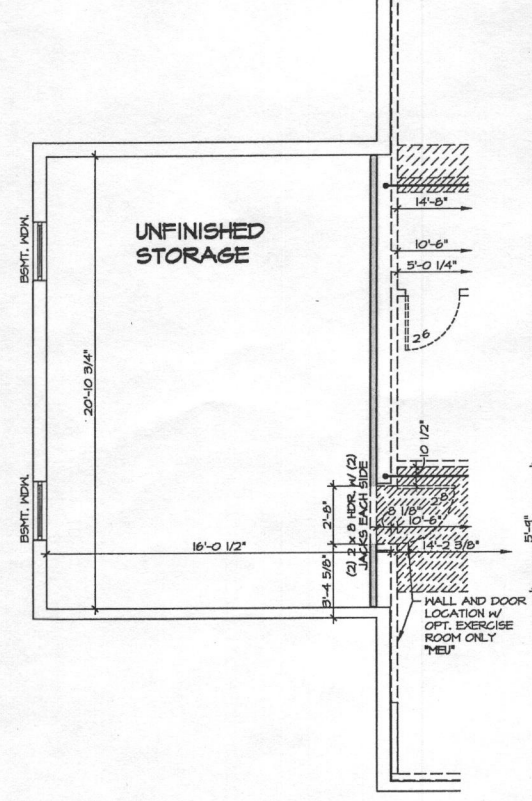 14'-8"
BSMT. WDW.
UNFINISHED
STORAGE
10'-6"
5'-0 1/4"
26
20'-10 3/4"
10 1/2"
BSMT. WDW.
2'-8"
(2) 2 x 8 HDR. W/ (2)
JACKS EACH SIDE
8 1/8"
10'-6"
5'-9"
16'-0 1/2"
14'-2 3/8"
3'-4 5/8"
WALL AND DOOR
LOCATION W/
OPT. EXERCISE
ROOM ONLY
"MEU"